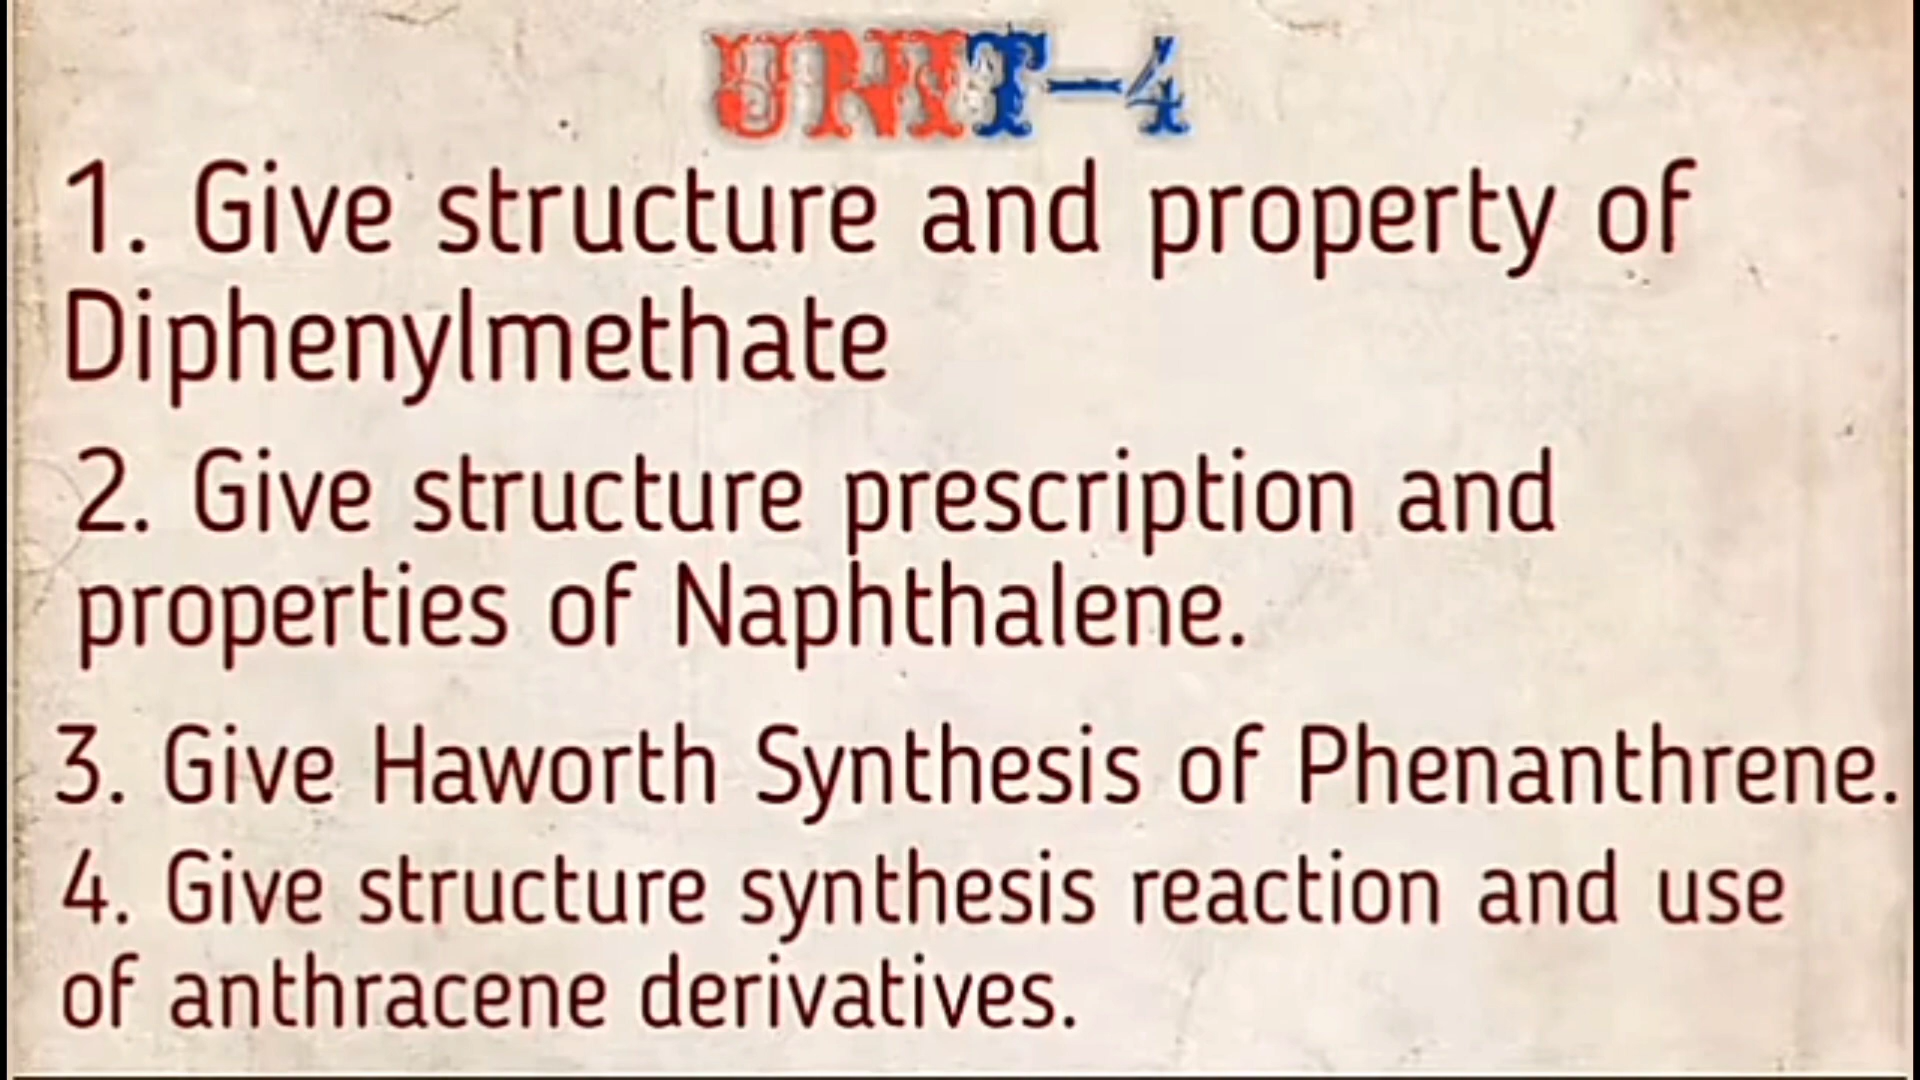 UNIT-4
1. Give structure and property of
Diphenylmethate
2. Give structure prescription and
properties of Naphthalene.
3. Give Haworth Synthesis of Phenanthrene.
4. Give structure synthesis reaction and use
of anthracene derivatives.